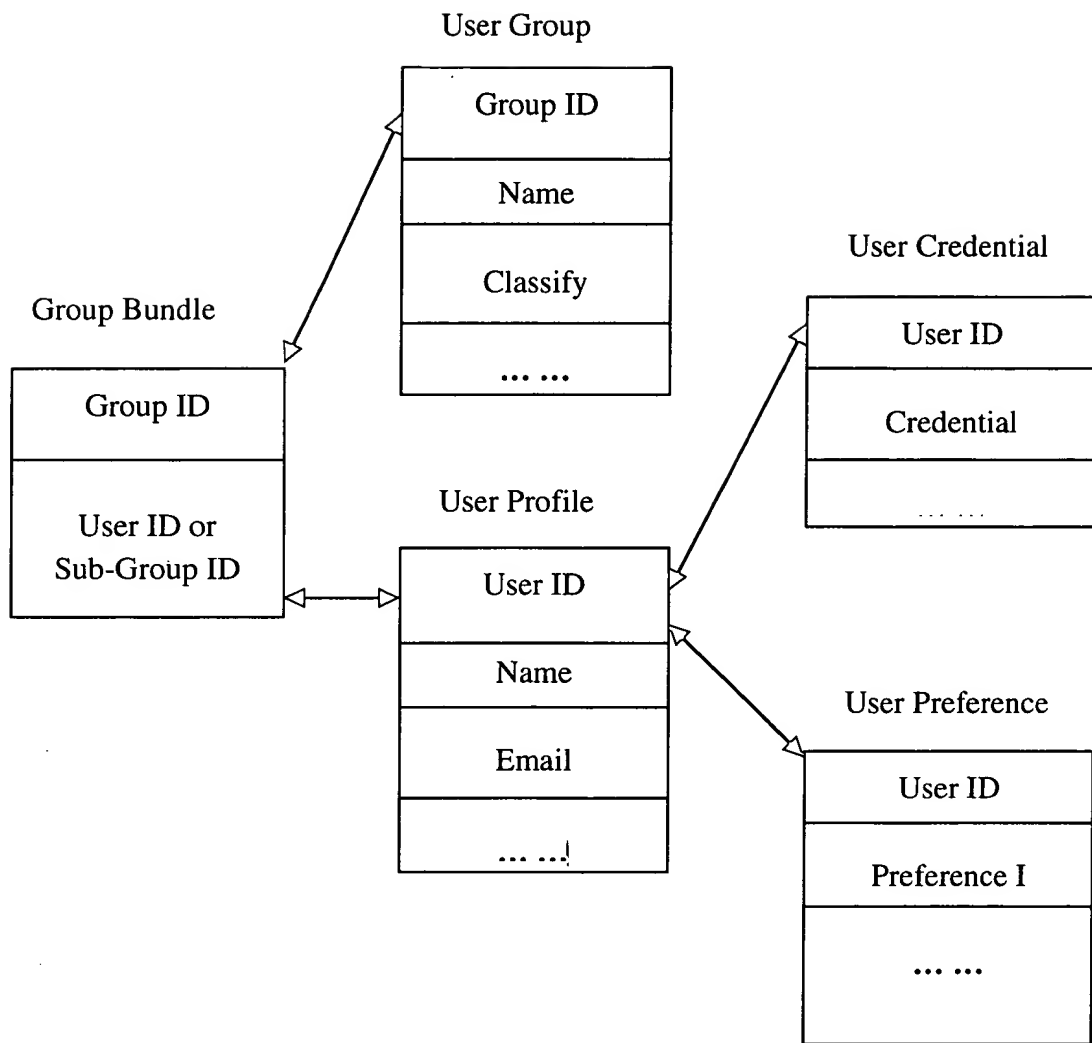 User Group
Group ID
Name
Classify
... ...
Group Bundle
Group ID
User ID or
Sub-Group ID
User Profile
User ID
Name
Email
... ...
User Credential
User ID
Credential
... ...
User Preference
User ID
Preference I
... ...